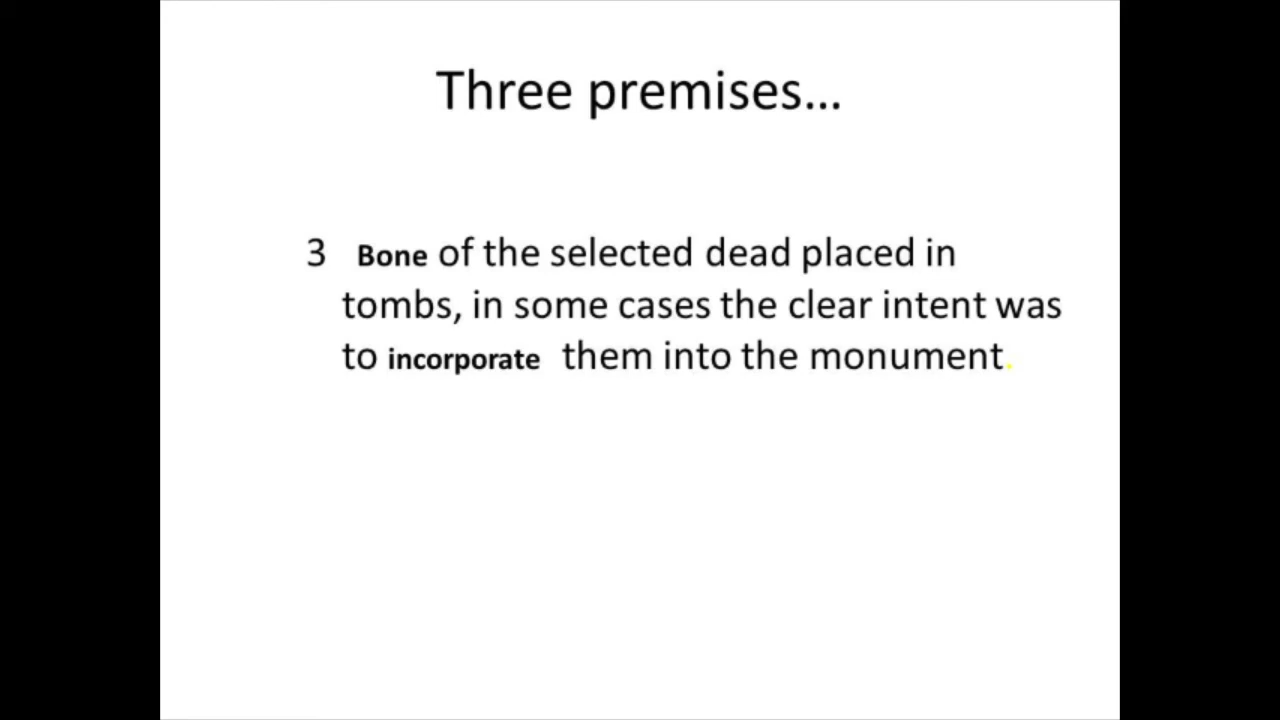 Three premises...
3 Bone of the selected dead placed in
tombs, in some cases the clear intent was
to incorporate them into the monument.